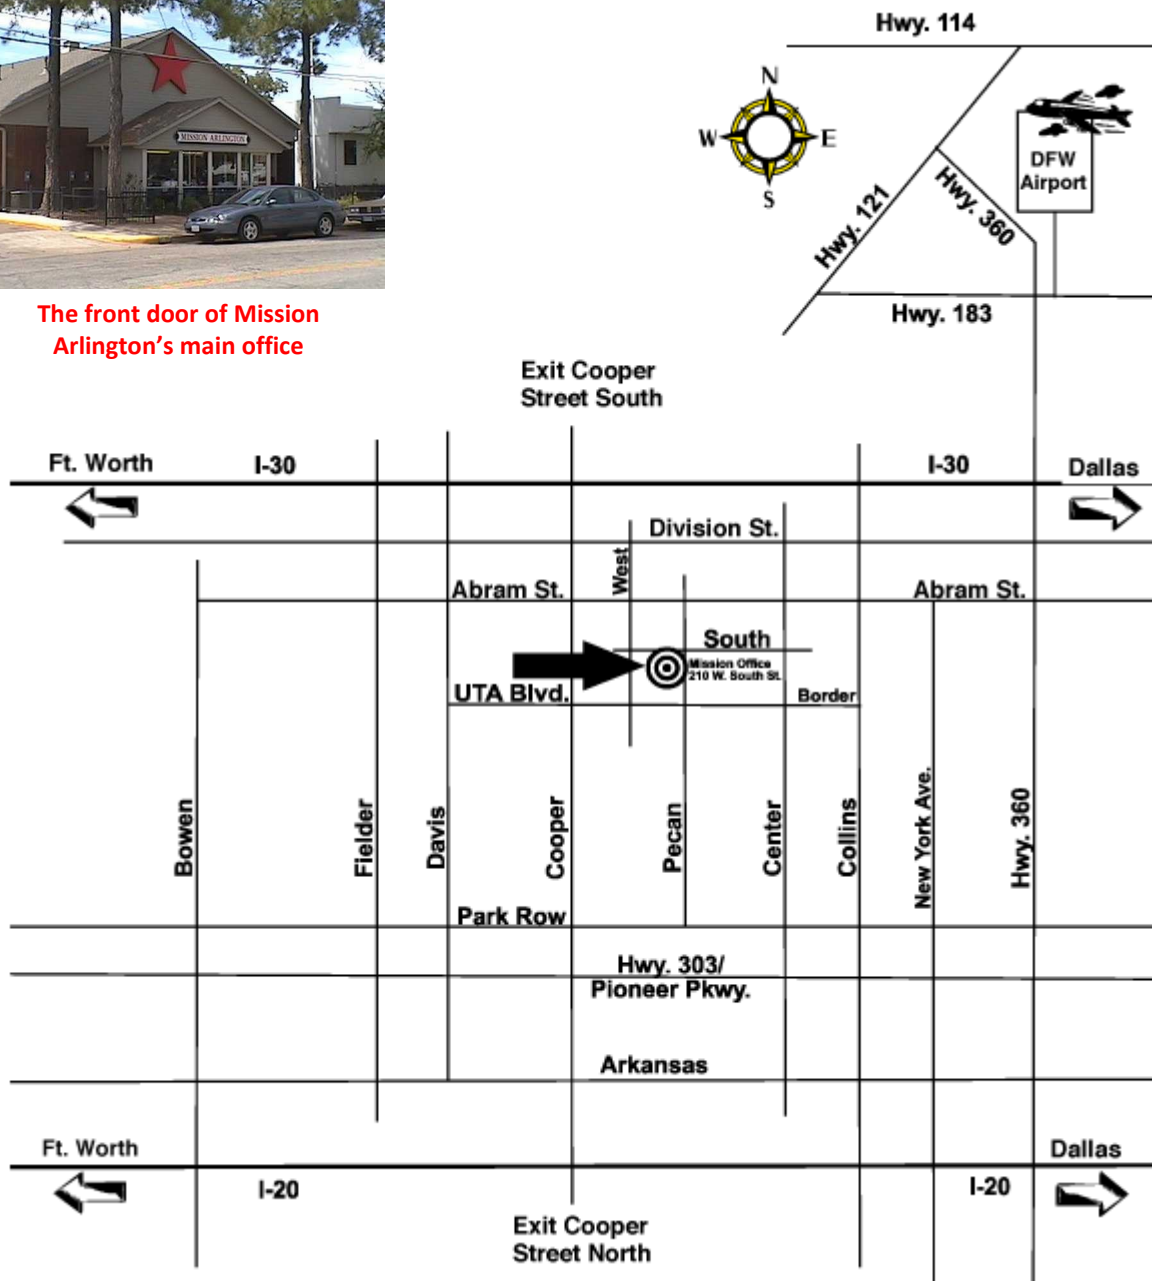 Hwy. 114
MISSION ARLINGTON
N
W
E
S
DFW
Airport
Hwy. 121
Hwy. 360
Hwy. 183
The front door of Mission
Arlington’s main office
Exit Cooper
Street South
Ft. Worth
I-30
I-30
Dallas
Division St.
West
Abram St.
Abram St.
South
Mission Office
210 W. South St.
UTA Blvd.
Border
Bowen
Fielder
Davis
Cooper
Pecan
Center
Collins
New York Ave.
Hwy. 360
Park Row
Hwy. 303/
Pioneer Pkwy.
Arkansas
Ft. Worth
Dallas
I-20
I-20
Exit Cooper
Street North